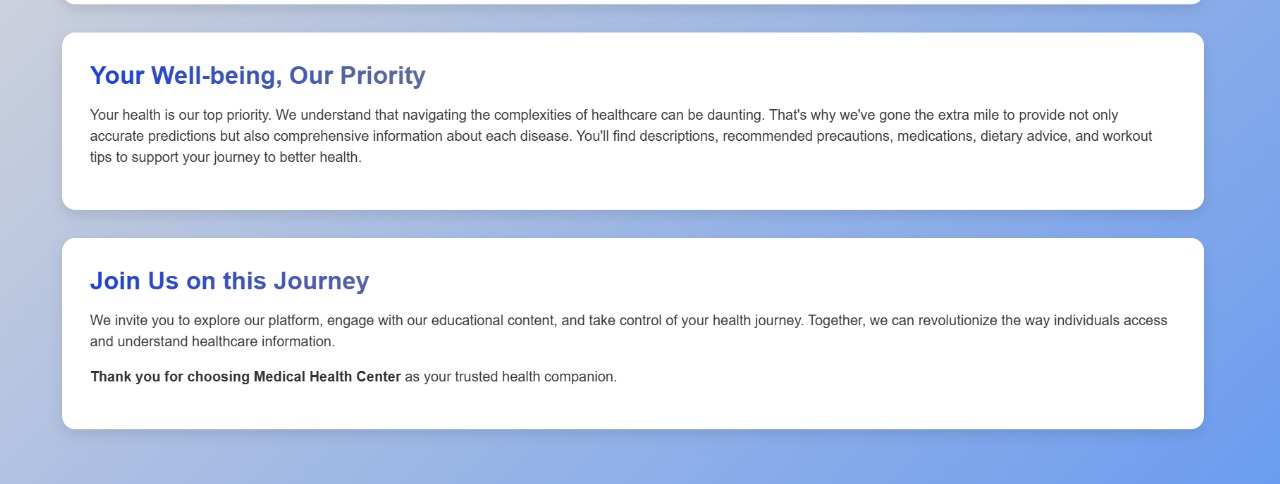 Your Well-being, Our Priority
Your health is our top priority. We understand that navigating the complexities of healthcare can be daunting. That's why we've gone the extra mile to provide not only
accurate predictions but also comprehensive information about each disease. You'll find descriptions, recommended precautions, medications, dietary advice, and workout
tips to support your journey to better health.
Join Us on this Journey
We invite you to explore our platform, engage with our educational content, and take control of your health journey. Together, we can revolutionize the way individuals access
and understand healthcare information.
Thank you for choosing Medical Health Center as your trusted health companion.